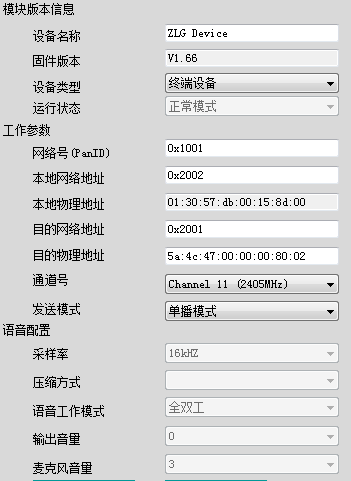 模块版本信息
设备名称 ZLG Device
固件版本 V1.66
设备类型 终端设备
运行状态 正常模式
工作参数
网络号(PanID) 0x1001
本地网络地址 0x2002
本地物理地址 01:30:57:db:00:15:8d:00
目的网络地址 0x2001
目的物理地址 5a:4c:47:00:00:00:80:02
通道号 Channel 11 (2405MHz)
发送模式 单播模式
语音配置
采样率 16kHZ
压缩方式
语音工作模式 全双工
输出音量 0
麦克风音量 3